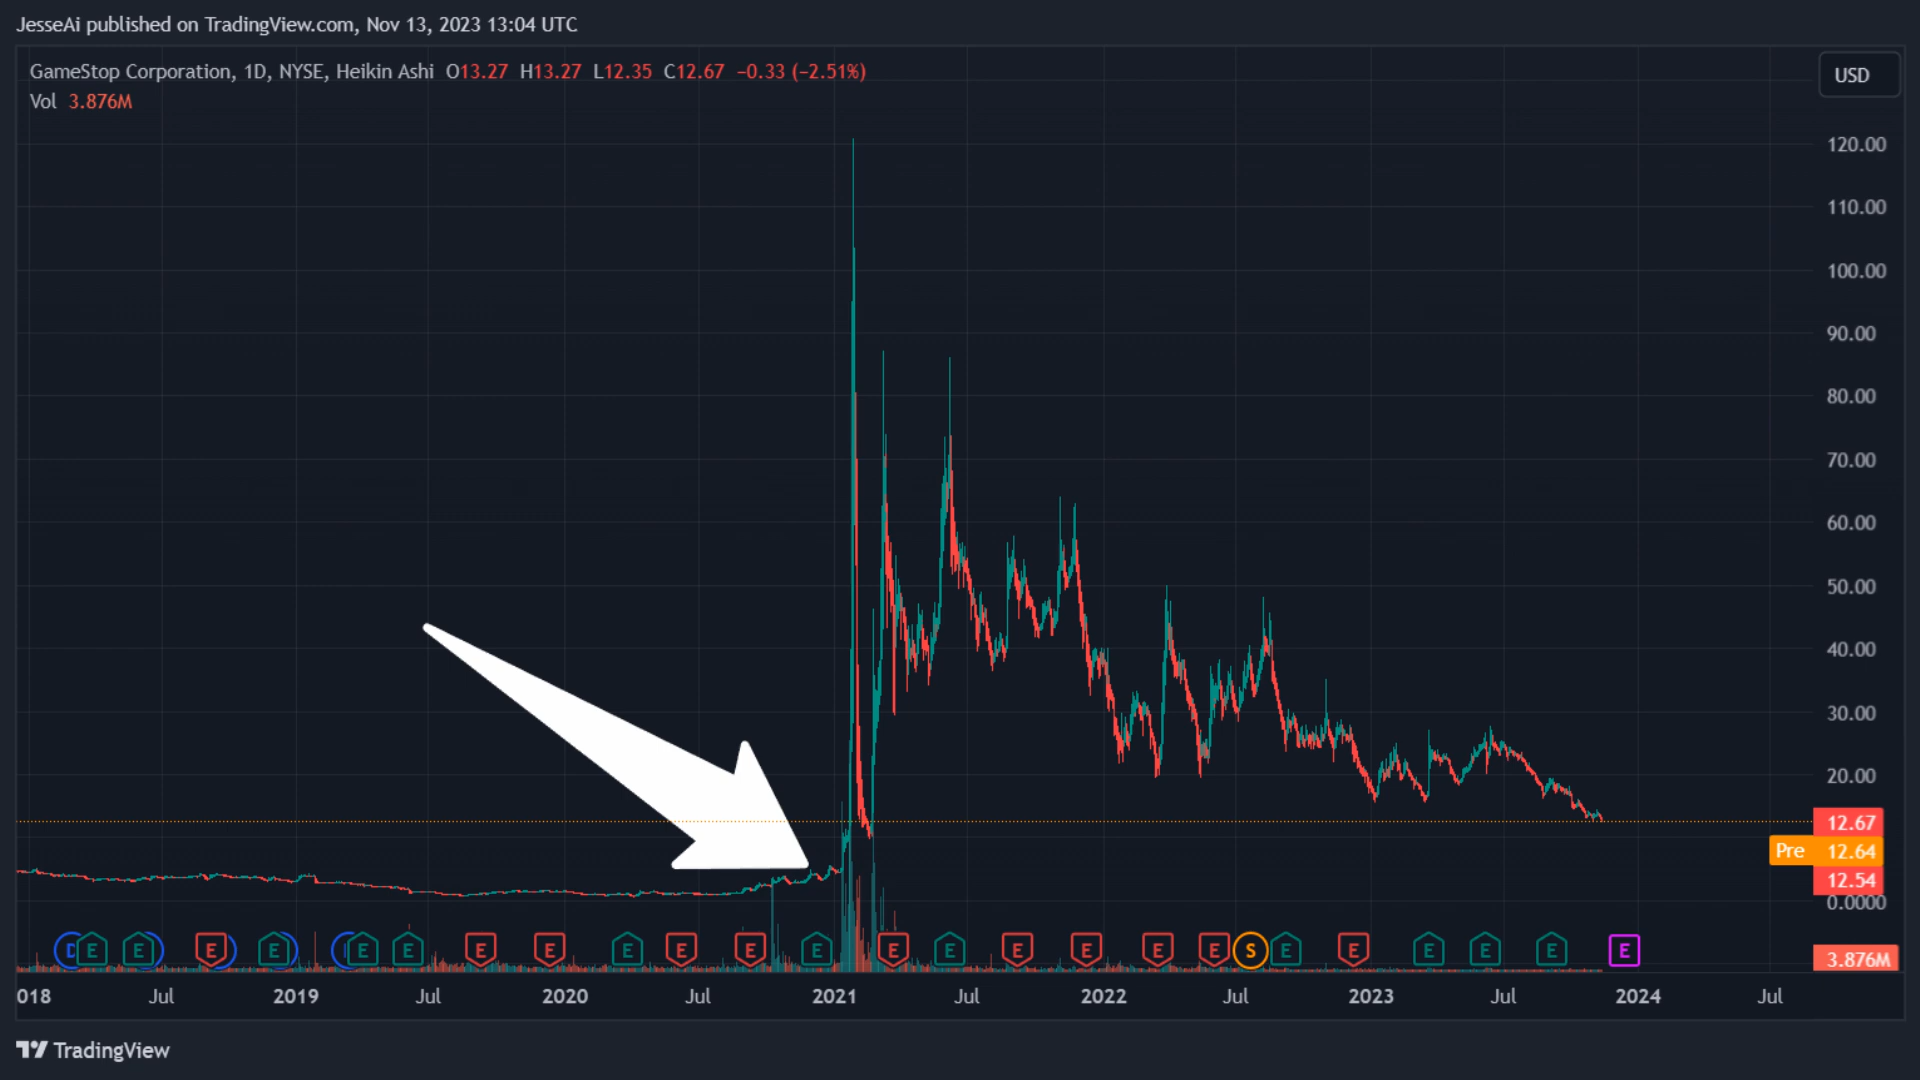 JesseAi published on TradingView.com, Nov 13, 2023 13:04 UTC
GameStop Corporation, 1D, NYSE, Heikin Ashi O13.27 H13.27 L12.35 C12.67 −0.33 (−2.51%)
USD
Vol 3.876M
120.00
110.00
100.00
90.00
80.00
70.00
60.00
50.00
40.00
30.00
20.00
12.67
Pre 12.64
12.54
0.0000
D E E E E E E E E E E E E E E E E E E S E E E E E E
3.876M
018 Jul 2019 Jul 2020 Jul 2021 Jul 2022 Jul 2023 Jul 2024 Jul
TradingView